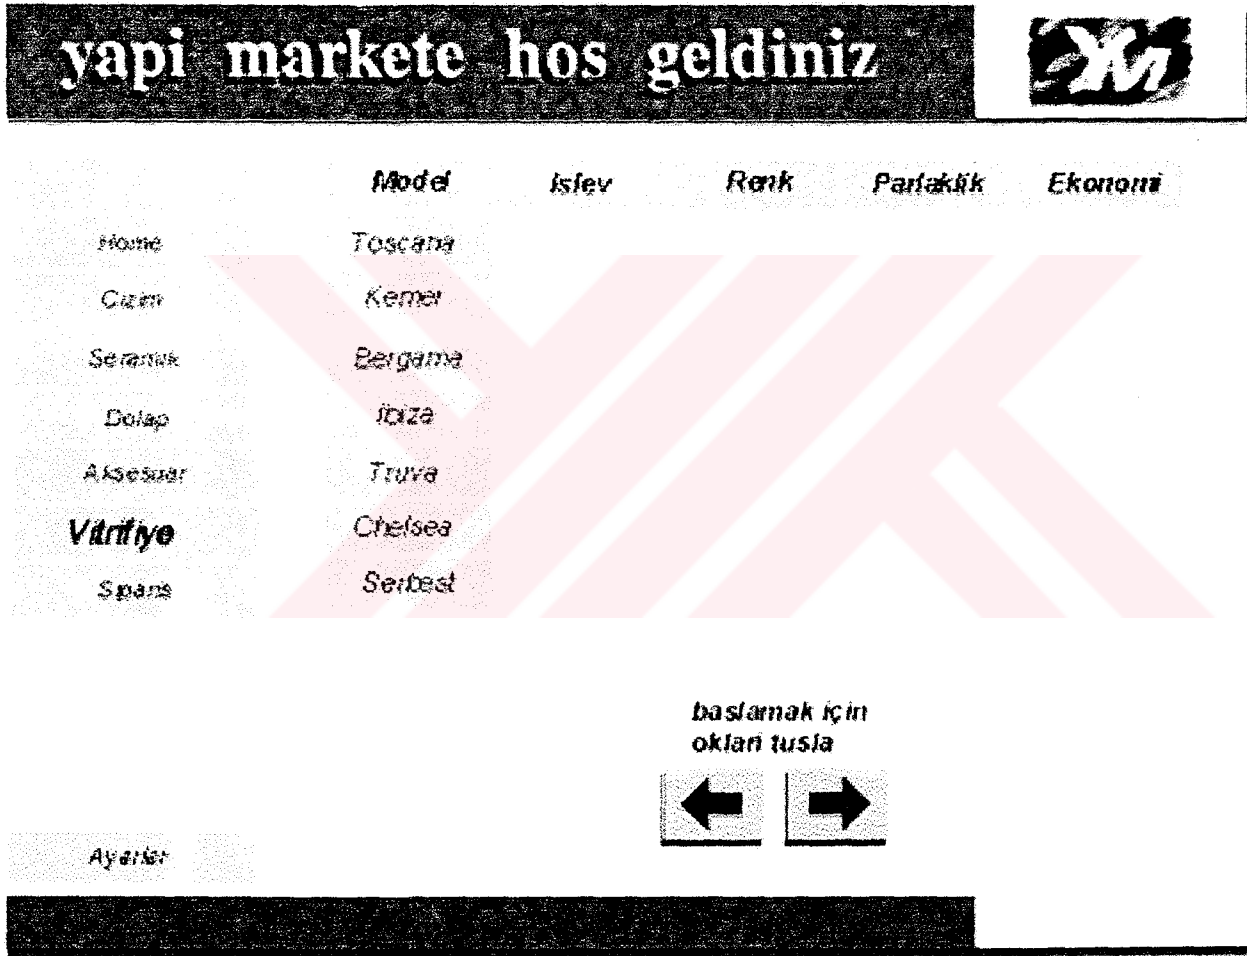 yapi markete hos geldiniz
YM
Model Islev Renk Parlaklik Ekonomi
Home Toscana
Cizim Kemer
Seramik Bergama
Dolap Ibiza
Aksesuar Truva
Vitrifiye Chelsea
Siparis Serbest
baslamak için
oklari tusla
Ayarlar